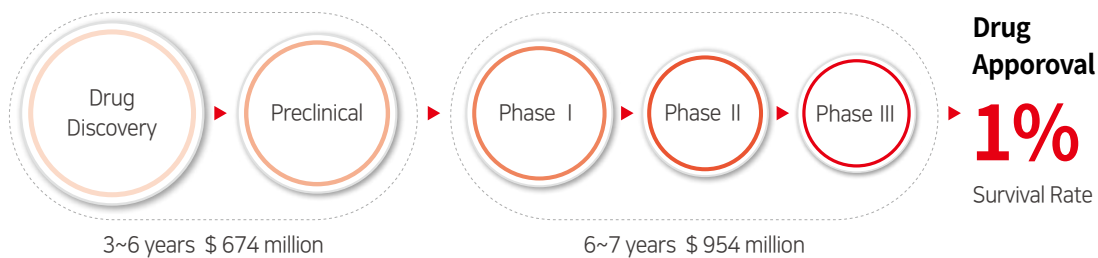 Drug
Discovery
Preclinical
Phase I
Phase II
Phase III
Drug
Apporoval
1%
Survival Rate
3~6 years $ 674 million
6~7 years $ 954 million